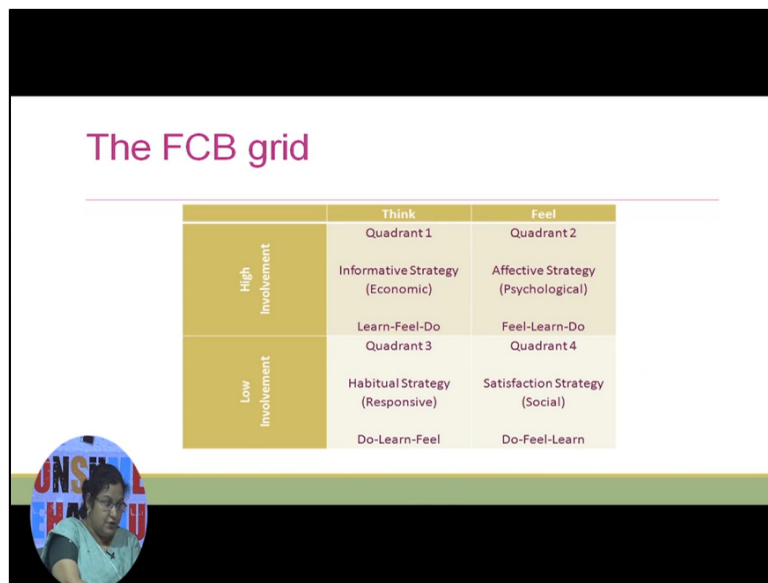 The FCB grid
Think Feel
High
Involvement
Quadrant 1
Informative Strategy
(Economic)
Learn-Feel-Do
Quadrant 2
Affective Strategy
(Psychological)
Feel-Learn-Do
Low
Involvement
Quadrant 3
Habitual Strategy
(Responsive)
Do-Learn-Feel
Quadrant 4
Satisfaction Strategy
(Social)
Do-Feel-Learn